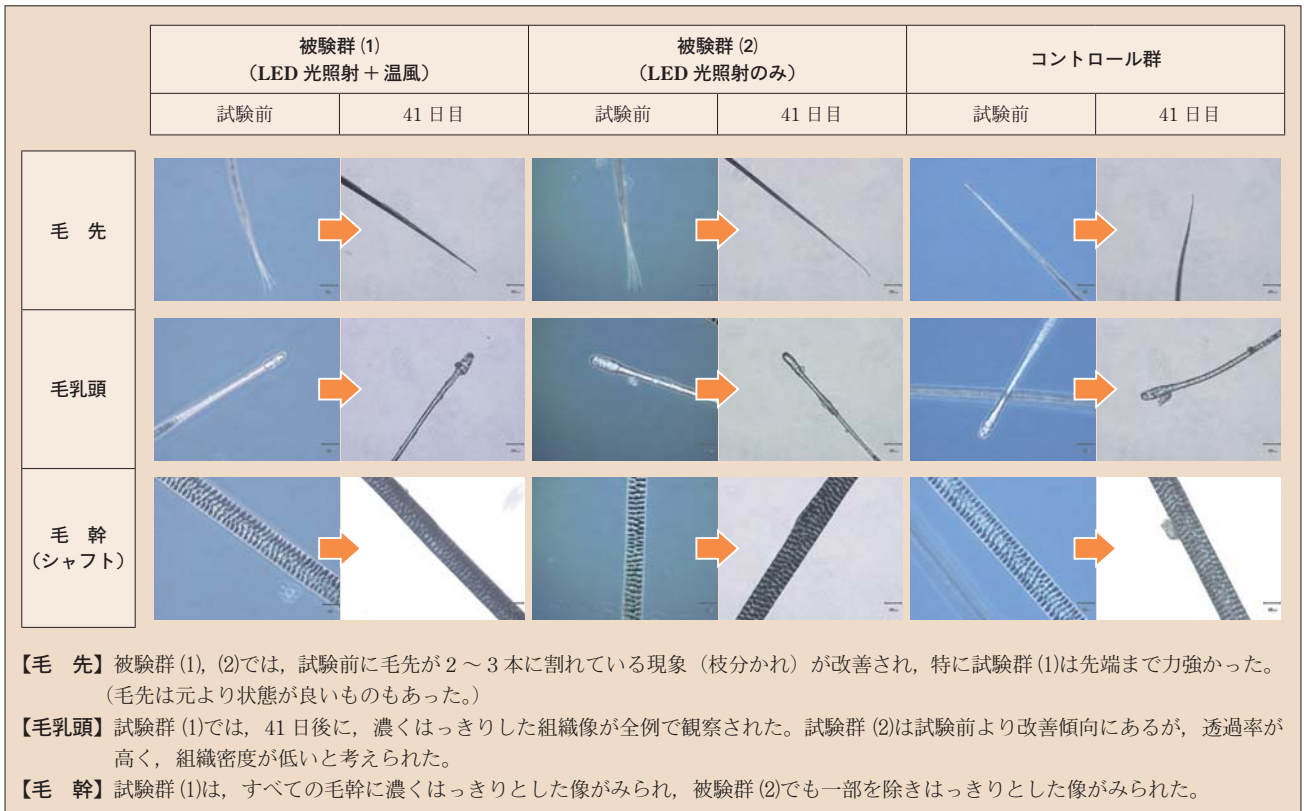 被験群 (1)
（LED 光照射 + 温風）
被験群 (2)
（LED 光照射のみ）
コントロール群
試験前
41 日目
試験前
41 日目
試験前
41 日目
毛　先
毛乳頭
毛　幹
（シャフト）
【毛　先】被験群 (1)，(2)では，試験前に毛先が 2 ～ 3 本に割れている現象（枝分かれ）が改善され，特に試験群 (1)は先端まで力強かった。
（毛先は元より状態が良いものもあった。）
【毛乳頭】試験群 (1)では，41 日後に，濃くはっきりした組織像が全例で観察された。試験群 (2)は試験前より改善傾向にあるが，透過率が
高く，組織密度が低いと考えられた。
【毛　幹】試験群 (1)は，すべての毛幹に濃くはっきりとした像がみられ，被験群 (2)でも一部を除きはっきりとした像がみられた。